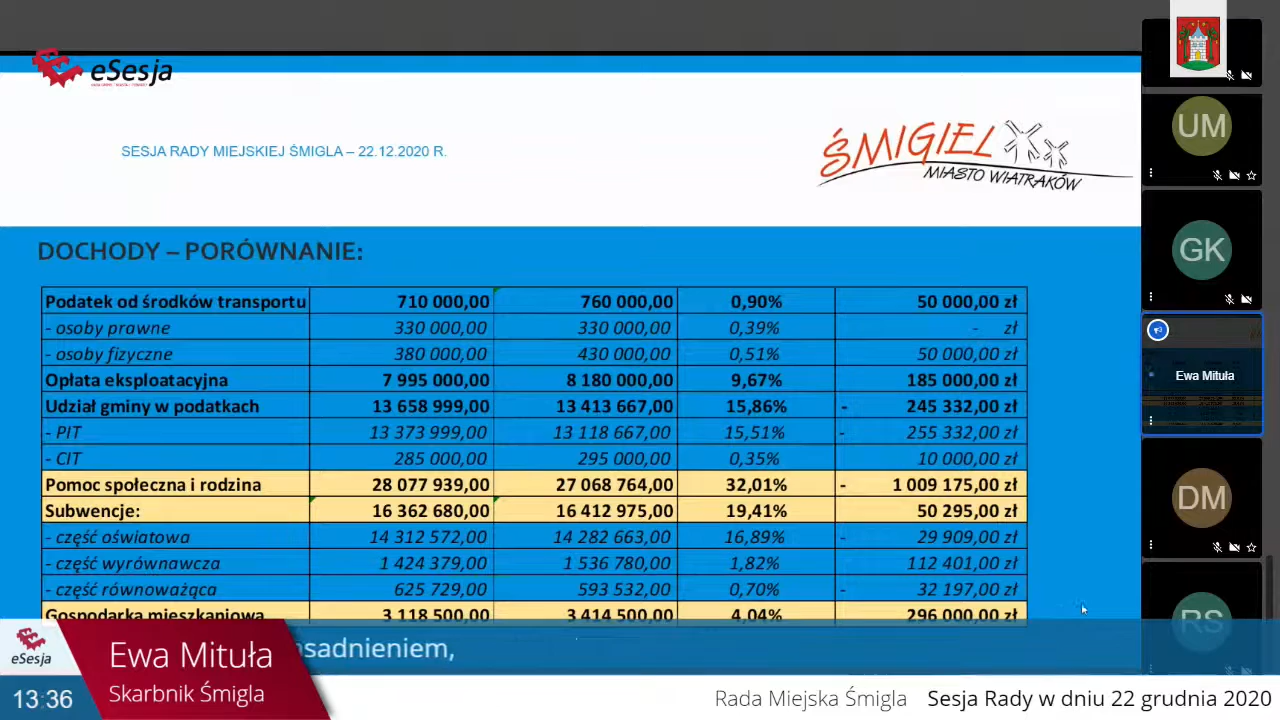 eSesja
SESJA RADY MIEJSKIEJ ŚMIGLA – 22.12.2020 R.
ŚMIGIEL
MIASTO WIATRAKÓW
UM
GK
Ewa Mituła
DM
RS
DOCHODY – PORÓWNANIE:
Podatek od środków transportu 710 000,00 760 000,00 0,90% 50 000,00 zł
- osoby prawne 330 000,00 330 000,00 0,39% - zł
- osoby fizyczne 380 000,00 430 000,00 0,51% 50 000,00 zł
Opłata eksploatacyjna 7 995 000,00 8 180 000,00 9,67% 185 000,00 zł
Udział gminy w podatkach 13 658 999,00 13 413 667,00 15,86% - 245 332,00 zł
- PIT 13 373 999,00 13 118 667,00 15,51% - 255 332,00 zł
- CIT 285 000,00 295 000,00 0,35% 10 000,00 zł
Pomoc społeczna i rodzina 28 077 939,00 27 068 764,00 32,01% - 1 009 175,00 zł
Subwencje: 16 362 680,00 16 412 975,00 19,41% 50 295,00 zł
- część oświatowa 14 312 572,00 14 282 663,00 16,89% - 29 909,00 zł
- część wyrównawcza 1 424 379,00 1 536 780,00 1,82% 112 401,00 zł
- część równoważąca 625 729,00 593 532,00 0,70% - 32 197,00 zł
Gospodarka mieszkaniowa 3 118 500,00 3 414 500,00 4,04% 296 000,00 zł
nsadnieniem,
eSesja
Ewa Mituła
Skarbnik Śmigla
13:36
Rada Miejska Śmigla Sesja Rady w dniu 22 grudnia 2020